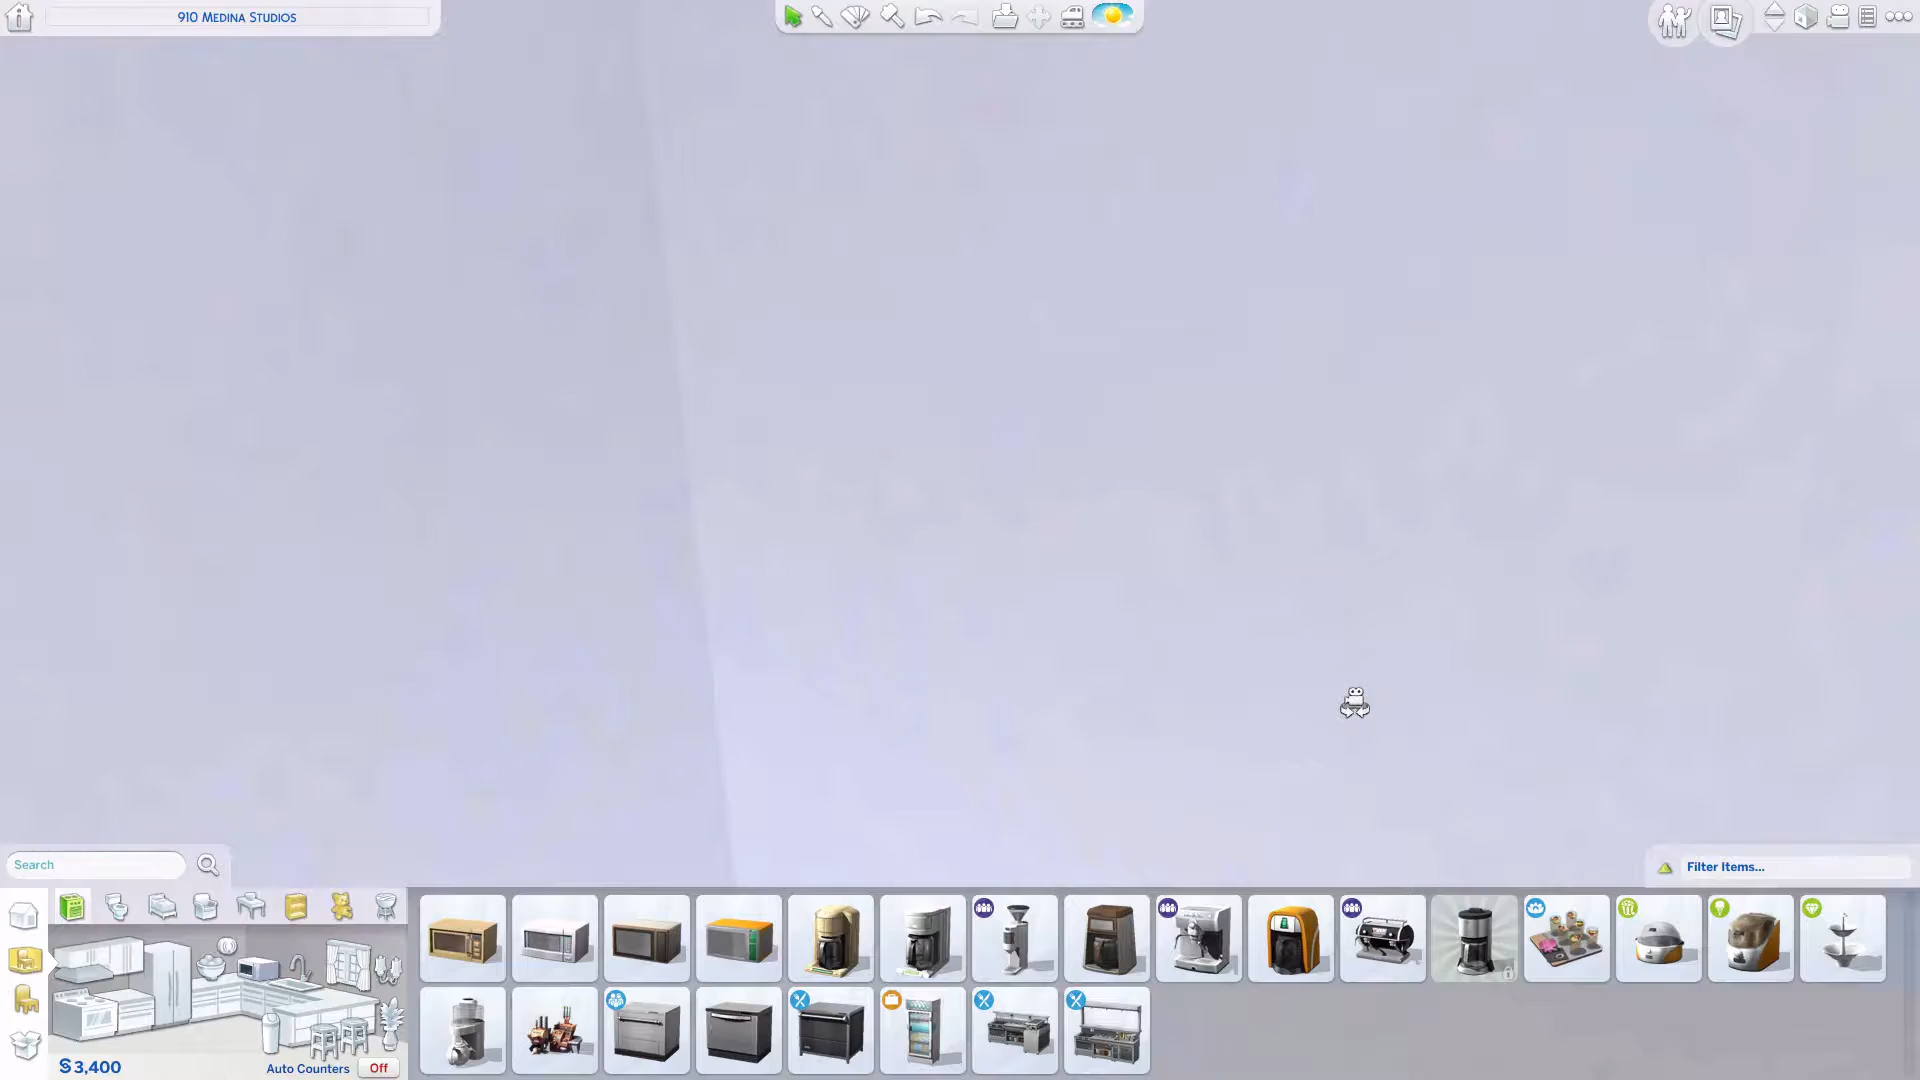 910 Medina Studios
Search
Filter Items...
§3,400
Auto Counters Off